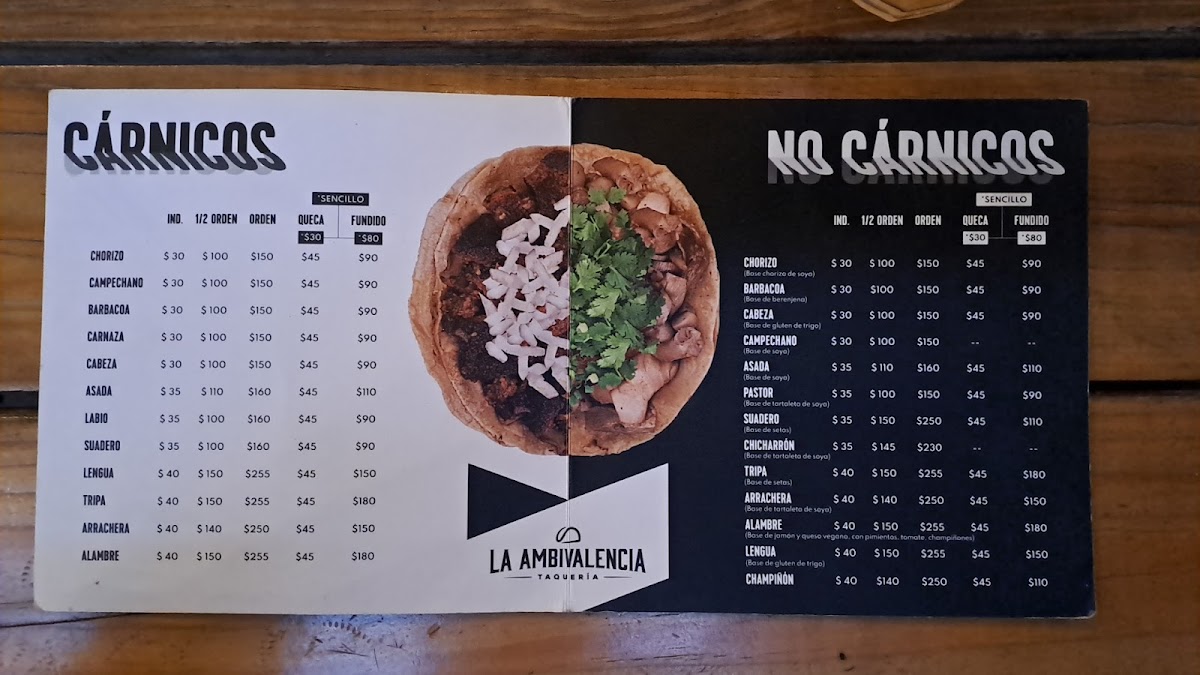 CÁRNICOS
*SENCILLO
IND. 1/2 ORDEN ORDEN QUECA FUNDIDO
*$30 *$80
CHORIZO $30 $100 $150 $45 $90
CAMPECHANO $30 $100 $150 $45 $90
BARBACOA $30 $100 $150 $45 $90
CARNAZA $30 $100 $150 $45 $90
CABEZA $30 $100 $150 $45 $90
ASADA $35 $110 $160 $45 $110
LABIO $35 $100 $160 $45 $90
SUADERO $35 $100 $160 $45 $90
LENGUA $40 $150 $255 $45 $150
TRIPA $40 $150 $255 $45 $180
ARRACHERA $40 $140 $250 $45 $150
ALAMBRE $40 $150 $255 $45 $180
LA AMBIVALENCIA
TAQUERÍA
NO CÁRNICOS
*SENCILLO
IND. 1/2 ORDEN ORDEN QUECA FUNDIDO
*$30 *$80
CHORIZO $30 $100 $150 $45 $90
(Base chorizo de soya)
BARBACOA $30 $100 $150 $45 $90
(Base de berenjena)
CABEZA $30 $100 $150 $45 $90
(Base de gluten de trigo)
CAMPECHANO $30 $100 $150 -- --
(Base de soya)
ASADA $35 $110 $160 $45 $110
(Base de soya)
PASTOR $35 $100 $150 $45 $90
(Base de tartaleta de soya)
SUADERO $35 $150 $250 $45 $110
(Base de setas)
CHICHARRÓN $35 $145 $230 -- --
(Base de tartaleta de soya)
TRIPA $40 $150 $255 $45 $180
(Base de setas)
ARRACHERA $40 $140 $250 $45 $150
(Base de tartaleta de soya)
ALAMBRE $40 $150 $255 $45 $180
(Base de jamón y queso vegano, con pimientos, tomate, champiñones)
LENGUA $40 $150 $255 $45 $150
(Base de gluten de trigo)
CHAMPIÑÓN $40 $140 $250 $45 $110